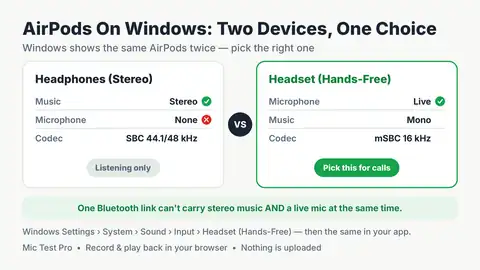 AirPods On Windows: Two Devices, One Choice
Windows shows the same AirPods twice — pick the right one
Headphones (Stereo)
Music Stereo
Microphone None
Codec SBC 44.1/48 kHz
Listening only
VS
Headset (Hands-Free)
Microphone Live
Music Mono
Codec mSBC 16 kHz
Pick this for calls
One Bluetooth link can't carry stereo music AND a live mic at the same time.
Windows Settings › System › Sound › Input › Headset (Hands-Free) — then the same in your app.
Mic Test Pro • Record & play back in your browser • Nothing is uploaded